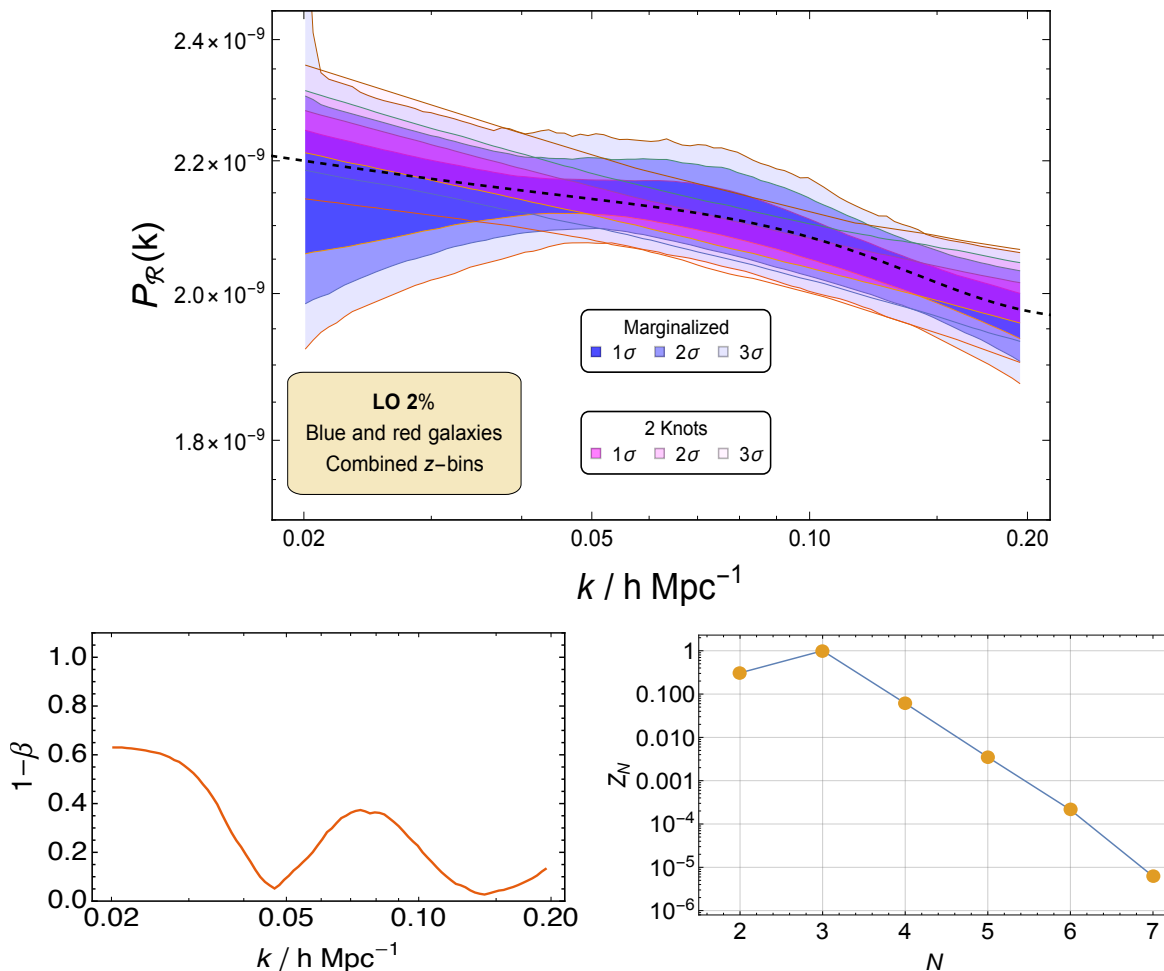 2.4×10⁻⁹
2.2×10⁻⁹
2.0×10⁻⁹
1.8×10⁻⁹
P_ℛ(k)
Marginalized
1σ 2σ 3σ
LO 2%
Blue and red galaxies
Combined z−bins
2 Knots
1σ 2σ 3σ
0.02 0.05 0.10 0.20
k / h Mpc⁻¹
1.0
0.8
0.6
0.4
0.2
0.0
1−β
0.02 0.05 0.10 0.20
k / h Mpc⁻¹
1
0.100
0.010
0.001
10⁻⁴
10⁻⁵
10⁻⁶
Z_N
2 3 4 5 6 7
N